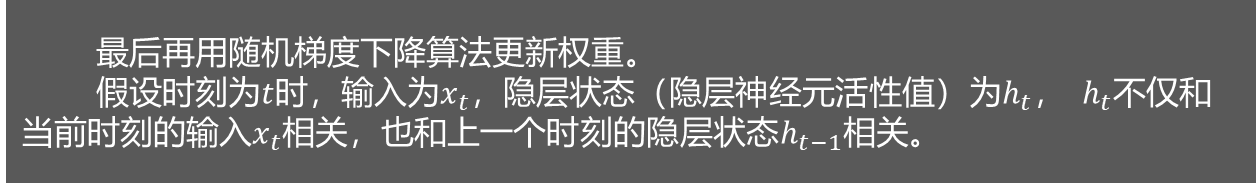 最后再用随机梯度下降算法更新权重。
假设时刻为t时，输入为xₜ，隐层状态（隐层神经元活性值）为hₜ， hₜ不仅和
当前时刻的输入xₜ相关，也和上一个时刻的隐层状态hₜ₋₁相关。